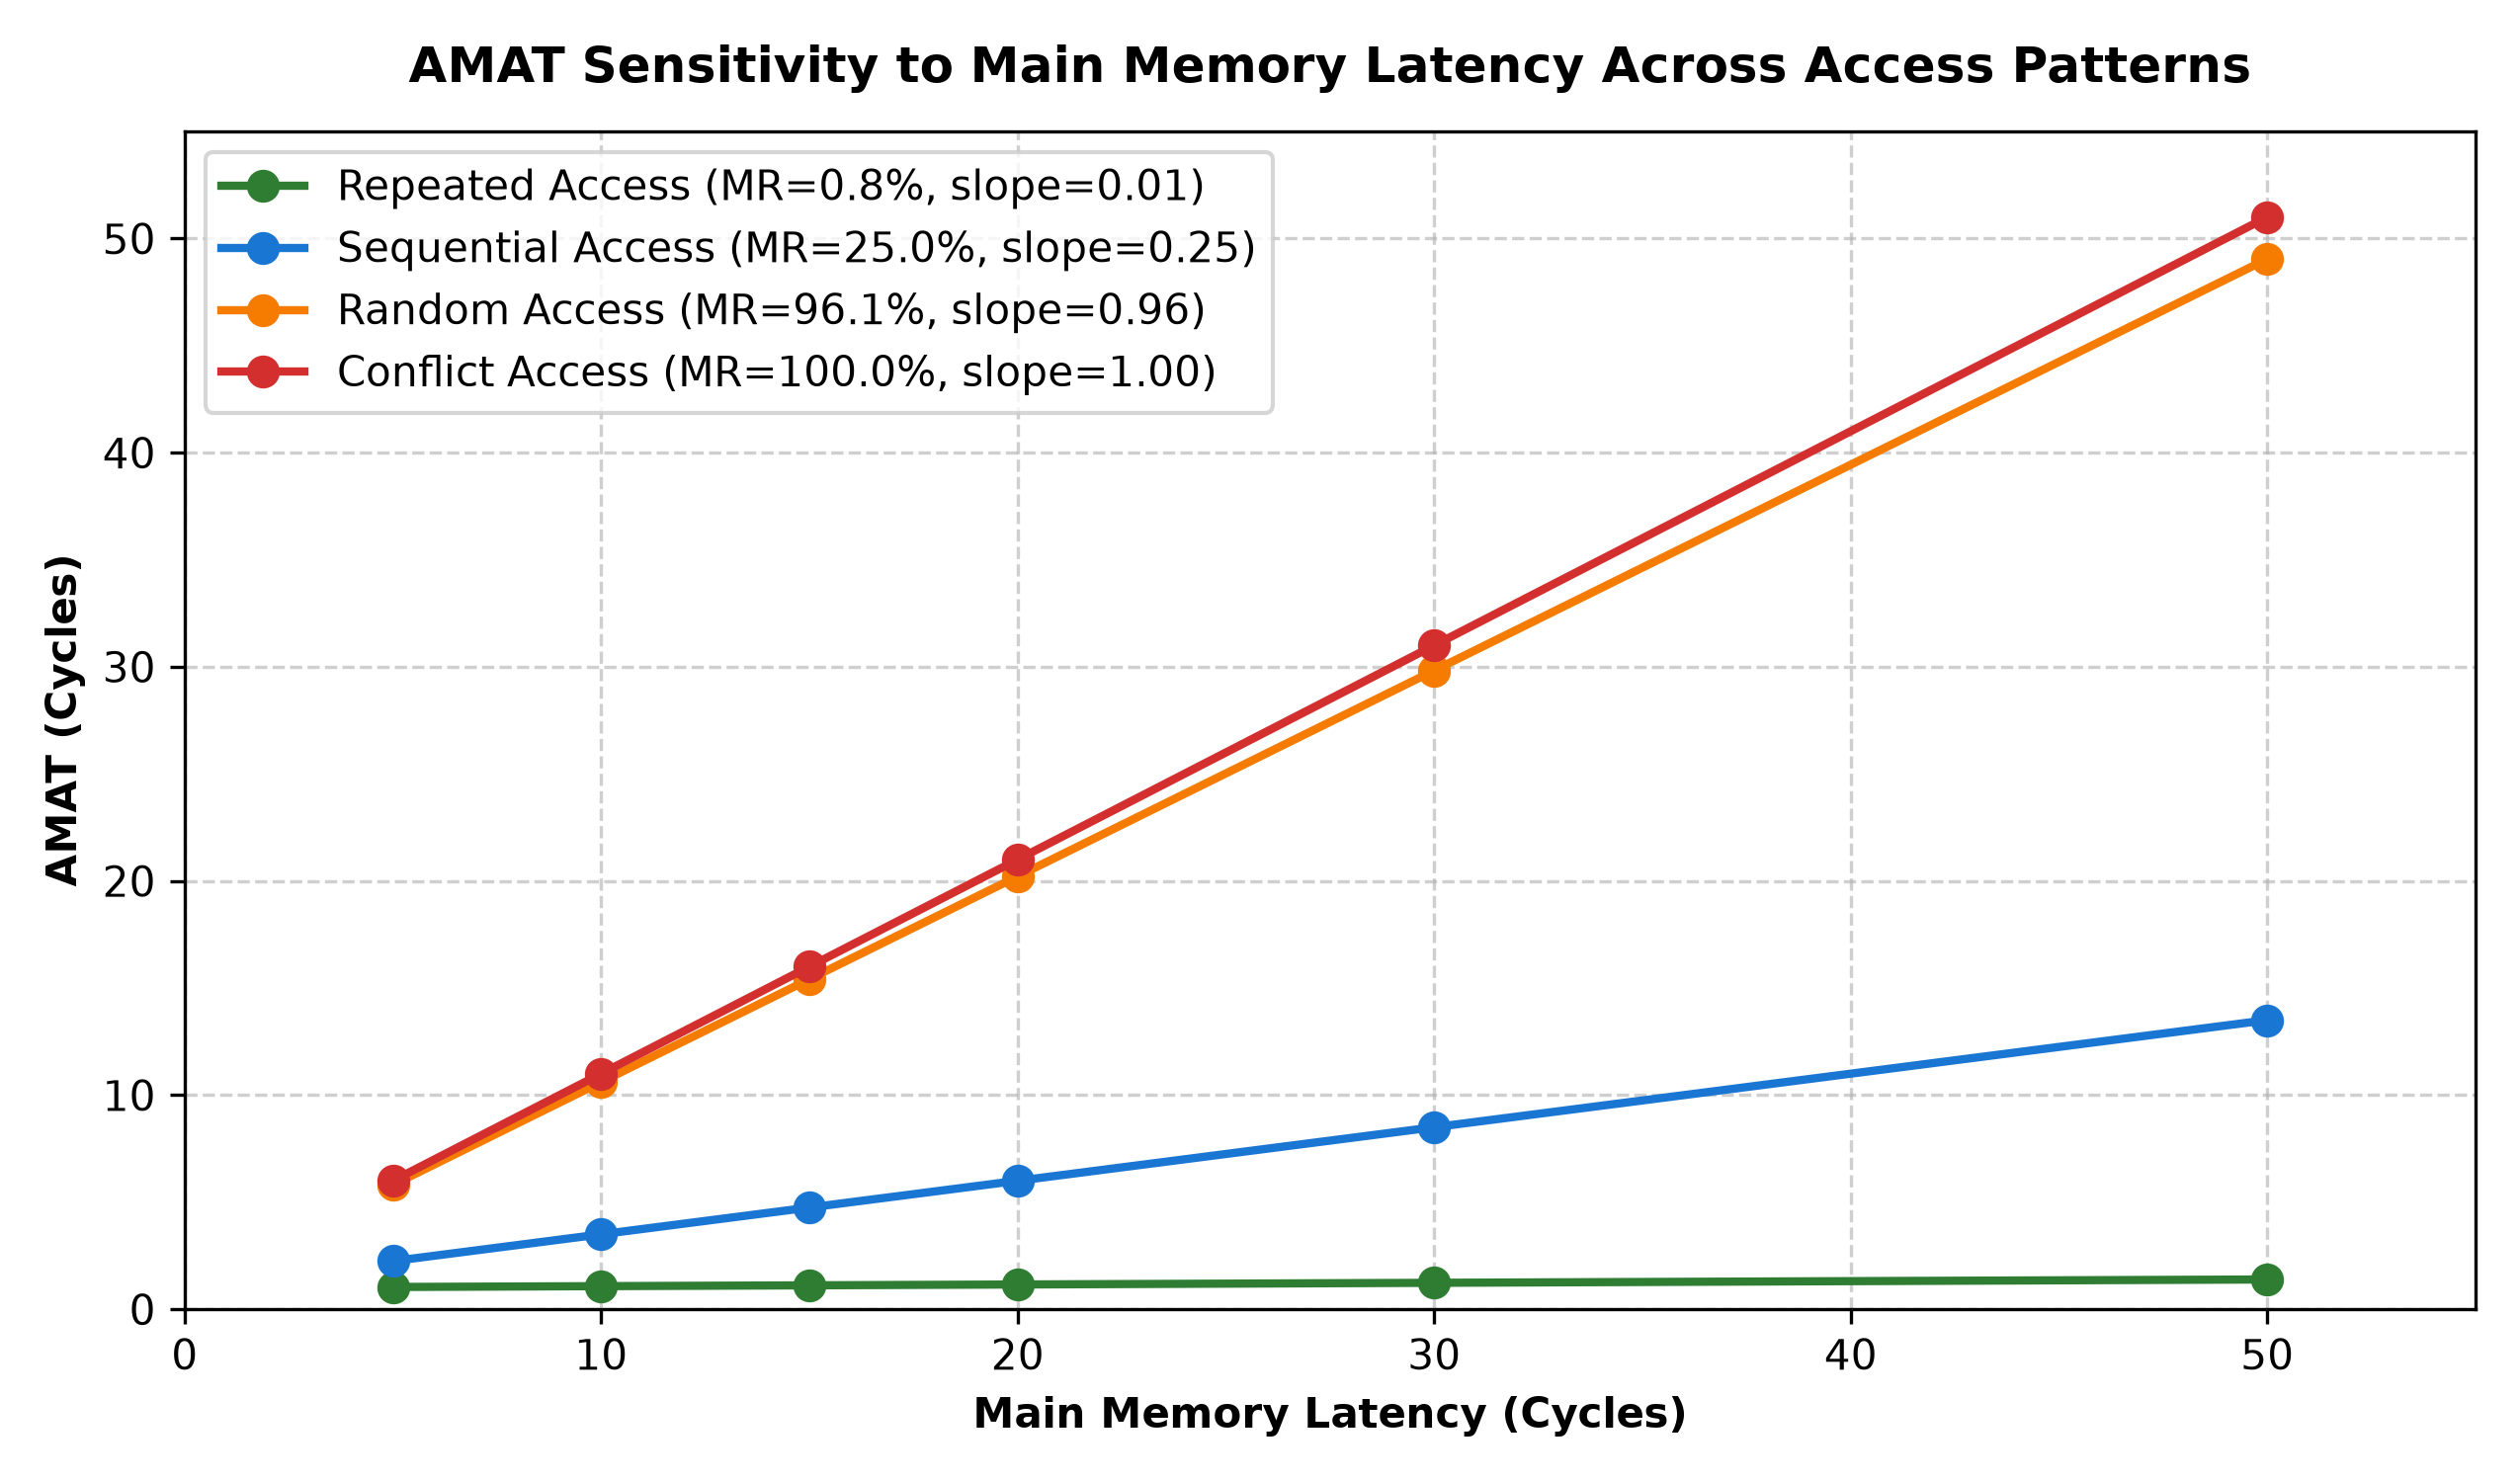 AMAT Sensitivity to Main Memory Latency Across Access Patterns
Repeated Access (MR=0.8%, slope=0.01)
Sequential Access (MR=25.0%, slope=0.25)
Random Access (MR=96.1%, slope=0.96)
Conflict Access (MR=100.0%, slope=1.00)
AMAT (Cycles)
50
40
30
20
10
0
0 10 20 30 40 50
Main Memory Latency (Cycles)